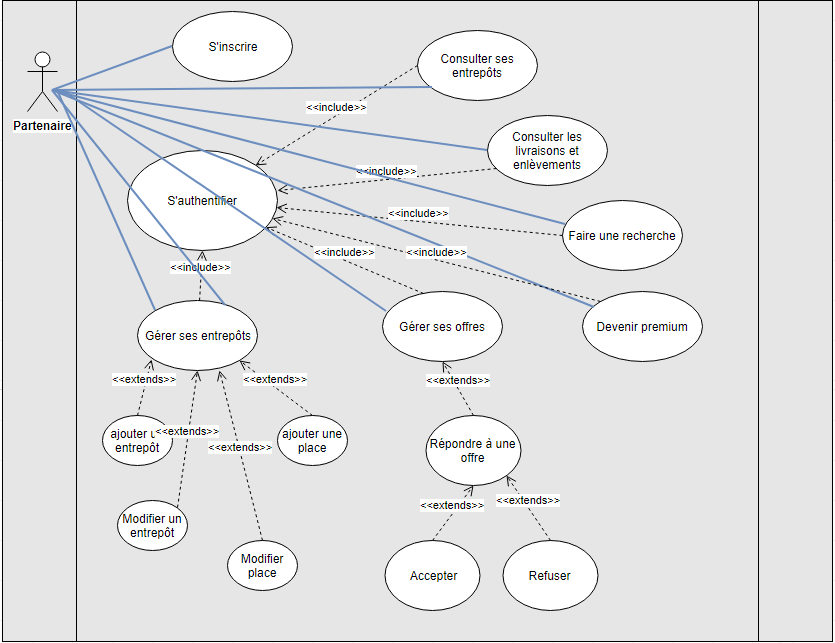 S'inscrire
Consulter ses
entrepôts
Partenaire
<<include>>
Consulter les
livraisons et
enlèvements
<<include>>
S'authentifier
<<include>>
Faire une recherche
<<include>>
<<include>>
<<include>>
Gérer ses entrepôts
Gérer ses offres
Devenir premium
<<extends>>
<<extends>>
<<extends>>
ajouter u
entrepôt
<<extends>>
ajouter une
place
<<extends>>
Répondre à une
offre
<<extends>>
<<extends>>
Modifier un
entrepôt
Modifier
place
Accepter
Refuser